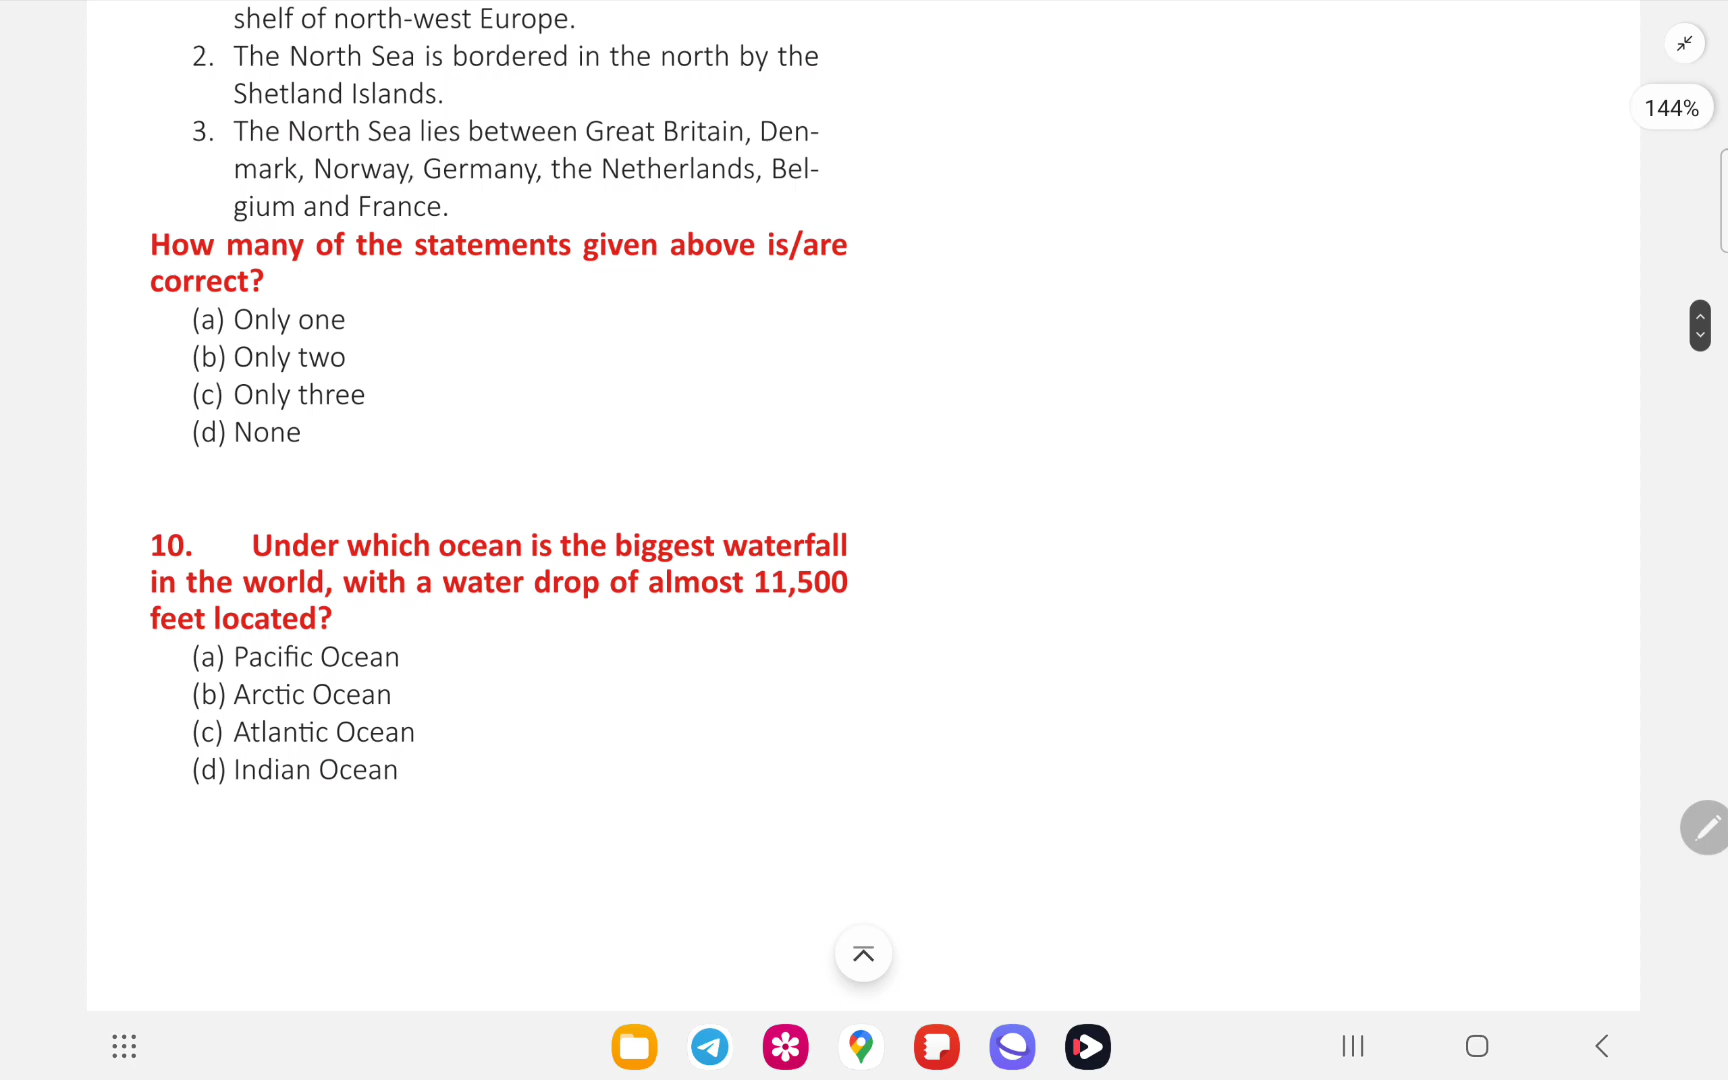 shelf of north-west Europe.
2. The North Sea is bordered in the north by the
Shetland Islands.
3. The North Sea lies between Great Britain, Den-
mark, Norway, Germany, the Netherlands, Bel-
gium and France.
How many of the statements given above is/are
correct?
(a) Only one
(b) Only two
(c) Only three
(d) None
10. Under which ocean is the biggest waterfall
in the world, with a water drop of almost 11,500
feet located?
(a) Pacific Ocean
(b) Arctic Ocean
(c) Atlantic Ocean
(d) Indian Ocean
144%